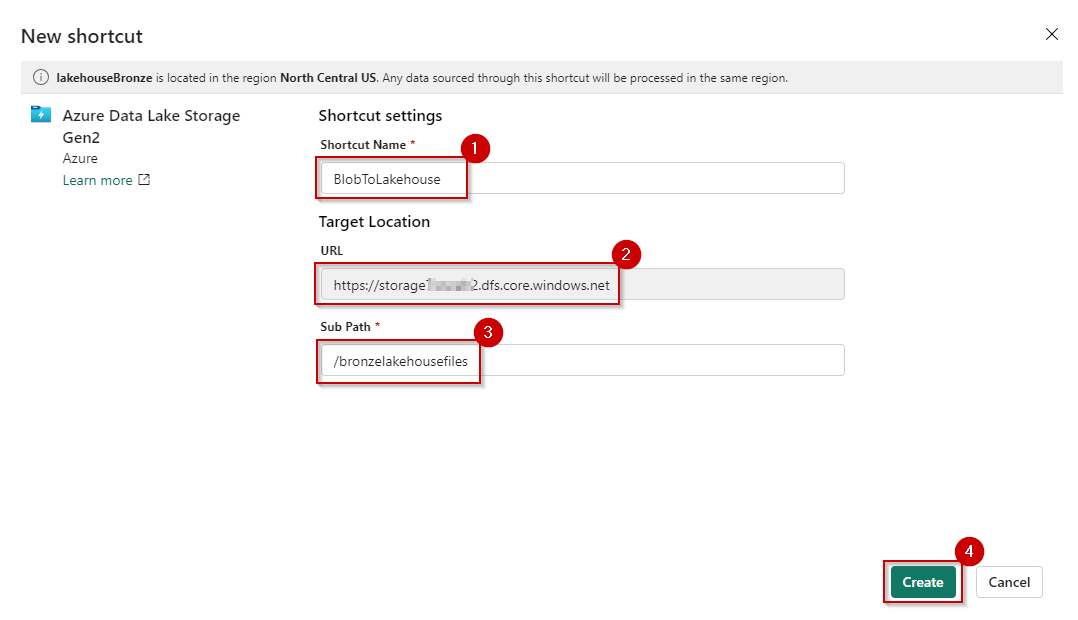 New shortcut
lakehouseBronze is located in the region North Central US. Any data sourced through this shortcut will be processed in the same region.
Azure Data Lake Storage
Gen2
Azure
Learn more
Shortcut settings
Shortcut Name *
1
BlobToLakehouse
Target Location
URL
2
https://storage 2.dfs.core.windows.net
Sub Path *
3
/bronzelakehousefiles
4
Create
Cancel